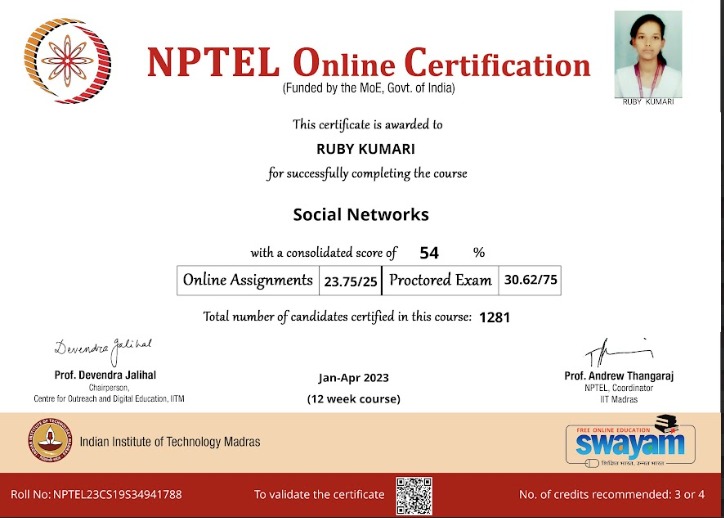 NPTEL Online Certification
(Funded by the MoE, Govt. of India)
RUBY KUMARI
This certificate is awarded to
RUBY KUMARI
for successfully completing the course
Social Networks
with a consolidated score of 54 %
Online Assignments 23.75/25 Proctored Exam 30.62/75
Total number of candidates certified in this course: 1281
Devendra Jalihal
Prof. Devendra Jalihal
Chairperson,
Centre for Outreach and Digital Education, IITM
Jan-Apr 2023
(12 week course)
Prof. Andrew Thangaraj
NPTEL, Coordinator
IIT Madras
Indian Institute of Technology Madras
FREE ONLINE EDUCATION
swayam
शिक्षित भारत, उन्नत भारत
Roll No: NPTEL23CS19S34941788
To validate the certificate
No. of credits recommended: 3 or 4